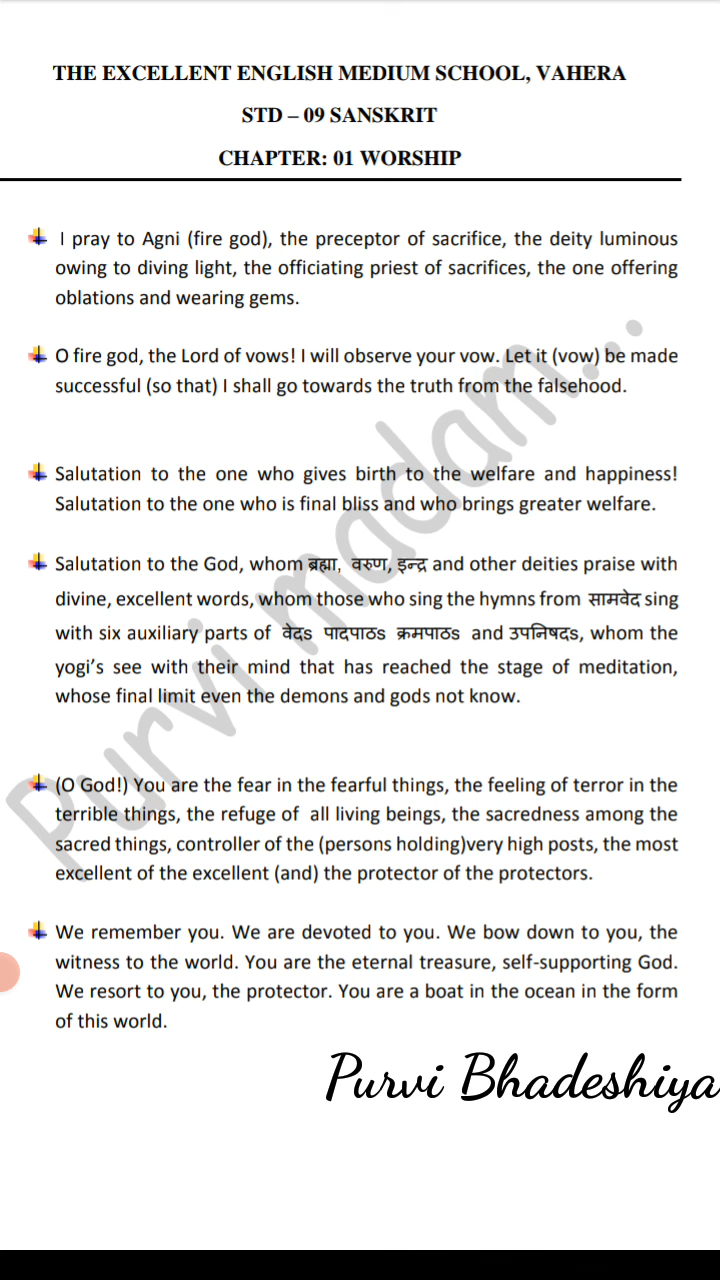 THE EXCELLENT ENGLISH MEDIUM SCHOOL, VAHERA
STD – 09 SANSKRIT
CHAPTER: 01 WORSHIP
I pray to Agni (fire god), the preceptor of sacrifice, the deity luminous
owing to diving light, the officiating priest of sacrifices, the one offering
oblations and wearing gems.
O fire god, the Lord of vows! I will observe your vow. Let it (vow) be made
successful (so that) I shall go towards the truth from the falsehood.
Salutation to the one who gives birth to the welfare and happiness!
Salutation to the one who is final bliss and who brings greater welfare.
Salutation to the God, whom ब्रह्मा, वरुण, इन्द्र and other deities praise with
divine, excellent words, whom those who sing the hymns from सामवेद sing
with six auxiliary parts of वेदs पादपाठs क्रमपाठs and उपनिषदs, whom the
yogi’s see with their mind that has reached the stage of meditation,
whose final limit even the demons and gods not know.
(O God!) You are the fear in the fearful things, the feeling of terror in the
terrible things, the refuge of all living beings, the sacredness among the
sacred things, controller of the (persons holding)very high posts, the most
excellent of the excellent (and) the protector of the protectors.
We remember you. We are devoted to you. We bow down to you, the
witness to the world. You are the eternal treasure, self-supporting God.
We resort to you, the protector. You are a boat in the ocean in the form
of this world.
Purvi Bhadeshiya
Purvi madam...